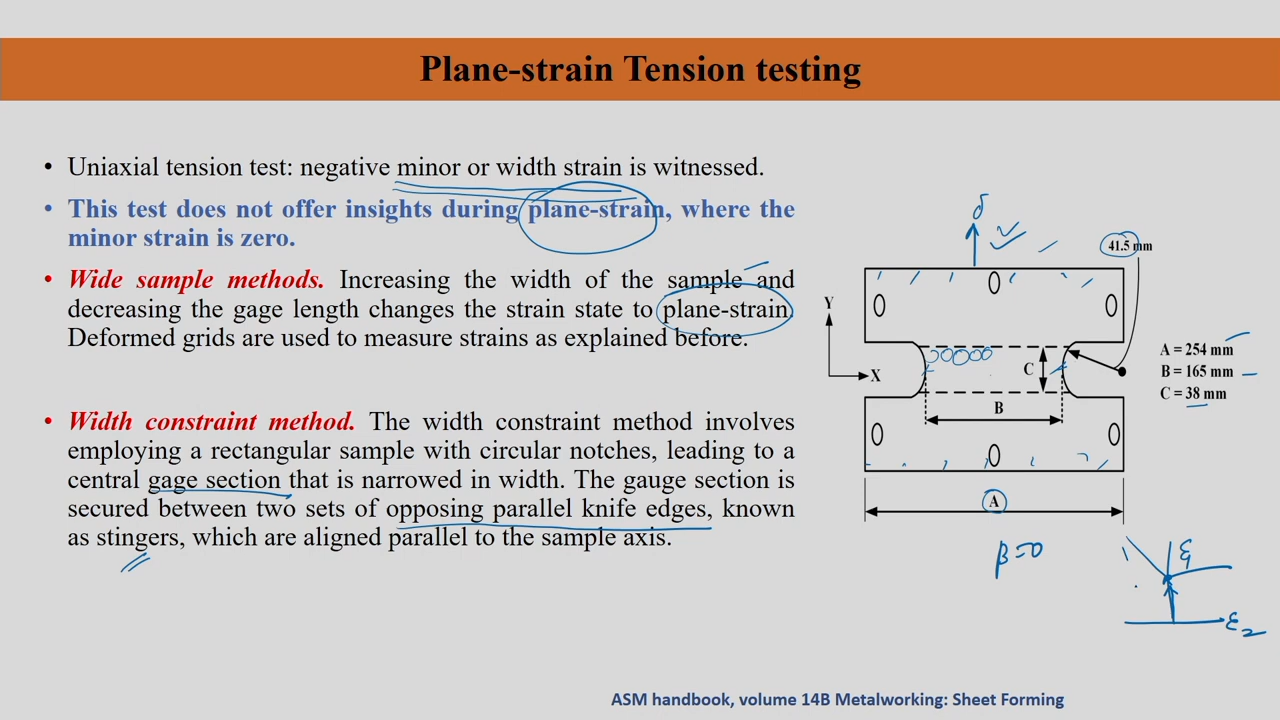 Plane-strain Tension testing
• Uniaxial tension test: negative minor or width strain is witnessed.
• This test does not offer insights during plane-strain, where the
minor strain is zero.
• Wide sample methods. Increasing the width of the sample and
decreasing the gage length changes the strain state to plane-strain.
Deformed grids are used to measure strains as explained before.
• Width constraint method. The width constraint method involves
employing a rectangular sample with circular notches, leading to a
central gage section that is narrowed in width. The gauge section is
secured between two sets of opposing parallel knife edges, known
as stingers, which are aligned parallel to the sample axis.
δ
41.5 mm
Y
X
C
B
A
A = 254 mm
B = 165 mm
C = 38 mm
β=0
ε1
ε2
ASM handbook, volume 14B Metalworking: Sheet Forming